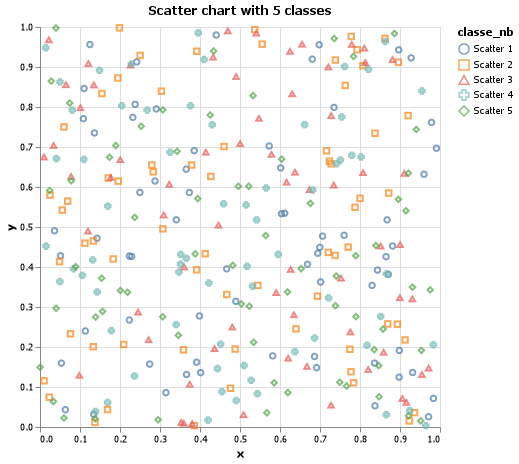 Scatter chart with 5 classes
classe_nb
Scatter 1
Scatter 2
Scatter 3
Scatter 4
Scatter 5
1.0
0.9
0.8
0.7
0.6
0.5
0.4
0.3
0.2
0.1
0.0
y
0.0 0.1 0.2 0.3 0.4 0.5 0.6 0.7 0.8 0.9 1.0
x